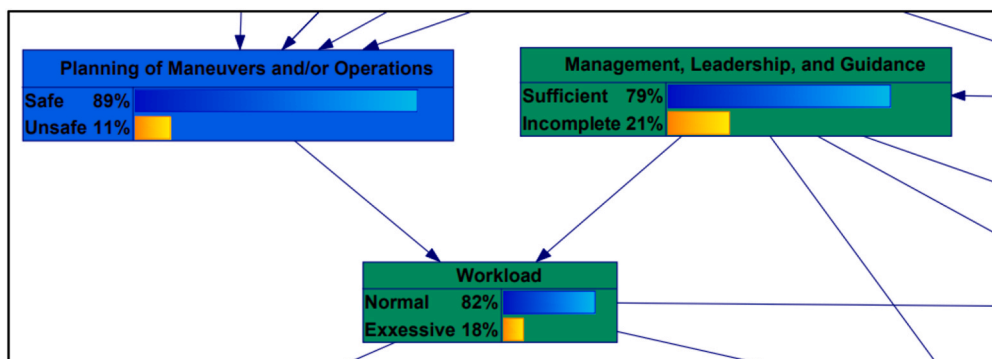 Planning of Maneuvers and/or Operations
Safe 89%
Unsafe 11%
Management, Leadership, and Guidance
Sufficient 79%
Incomplete 21%
Workload
Normal 82%
Exxessive 18%